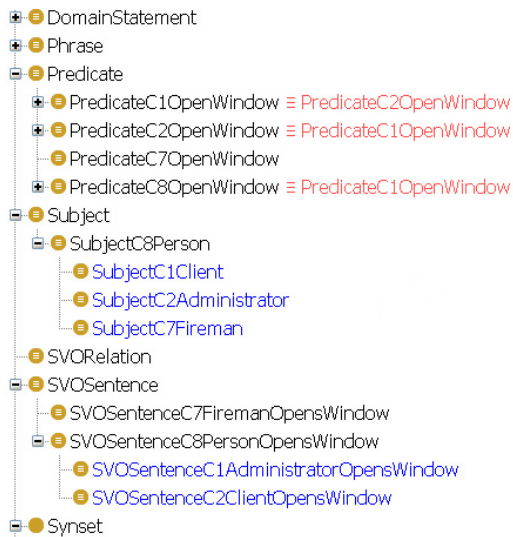 DomainStatement
Phrase
Predicate
PredicateC1OpenWindow ≡ PredicateC2OpenWindow
PredicateC2OpenWindow ≡ PredicateC1OpenWindow
PredicateC7OpenWindow
PredicateC8OpenWindow ≡ PredicateC1OpenWindow
Subject
SubjectC8Person
SubjectC1Client
SubjectC2Administrator
SubjectC7Fireman
SVORelation
SVOSentence
SVOSentenceC7FiremanOpensWindow
SVOSentenceC8PersonOpensWindow
SVOSentenceC1AdministratorOpensWindow
SVOSentenceC2ClientOpensWindow
Synset